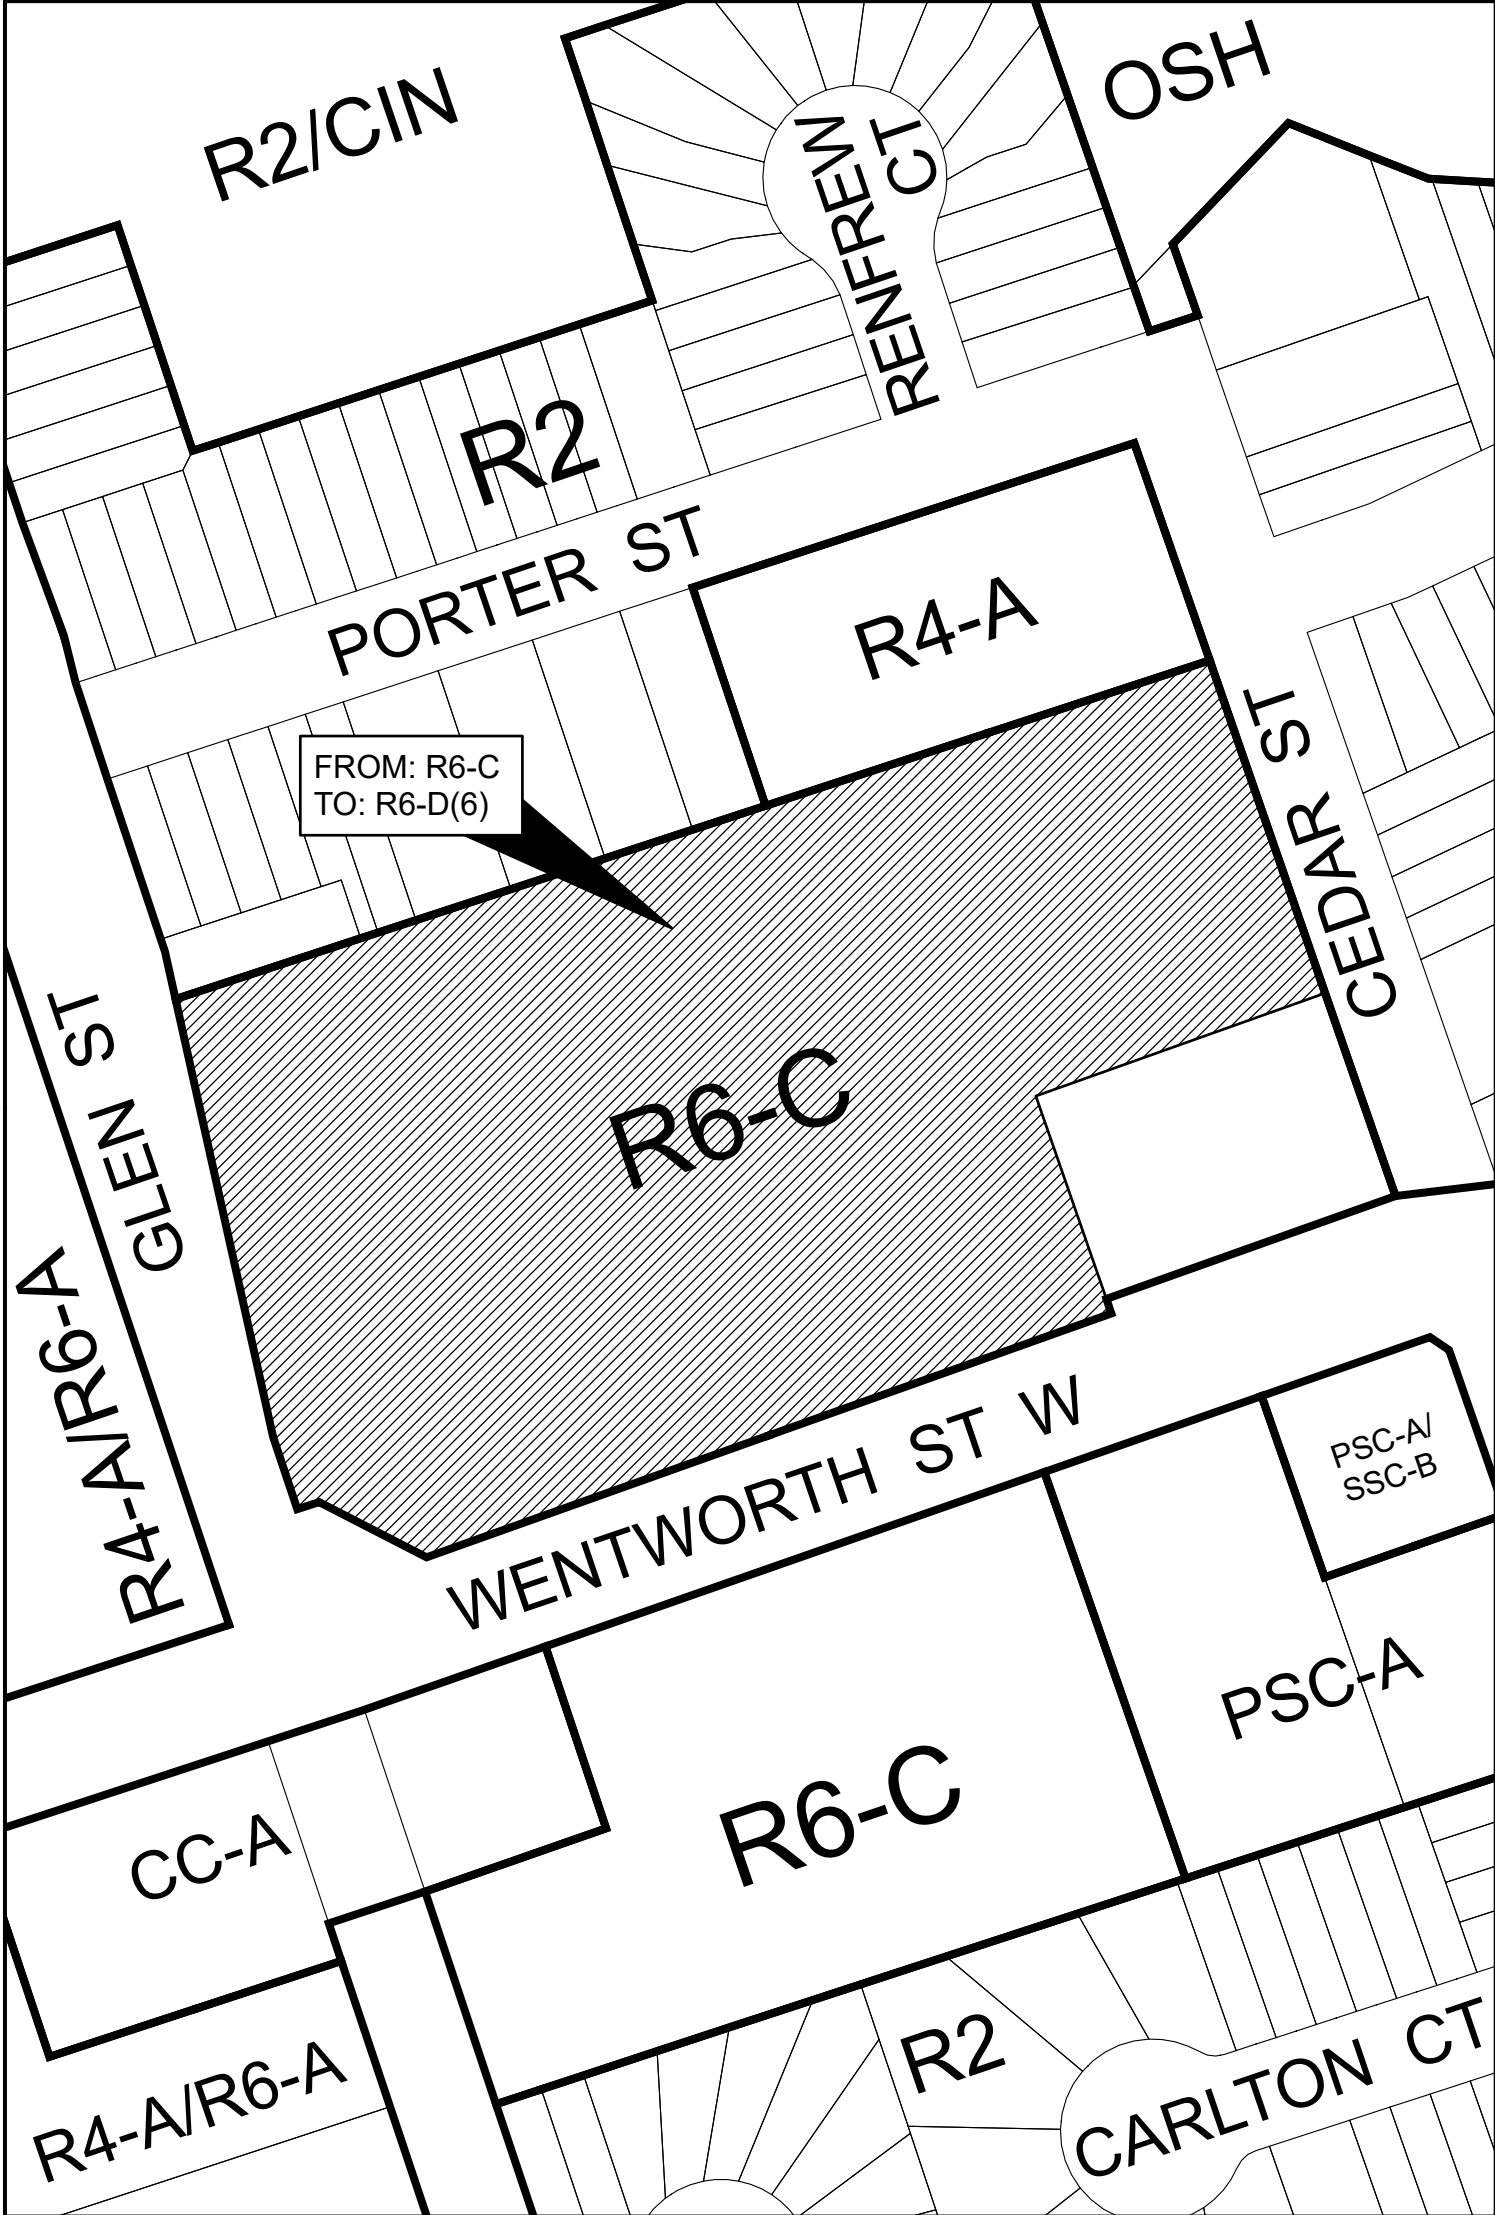 R2/CIN
OSH
RENFREW
CT
R2
PORTER ST
R4-A
FROM: R6-C
TO: R6-D(6)
CEDAR ST
GLEN ST
R6-C
R4-A/R6-A
WENTWORTH ST W
PSC-A/
SSC-B
PSC-A
R6-C
CC-A
R4-A/R6-A
R2
CARLTON CT